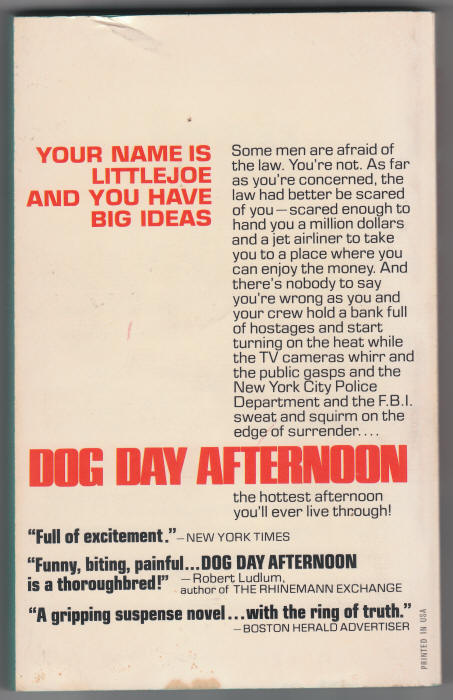 YOUR NAME IS
LITTLEJOE
AND YOU HAVE
BIG IDEAS
Some men are afraid of
the law. You're not. As far
as you're concerned, the
law had better be scared
of you—scared enough to
hand you a million dollars
and a jet airliner to take
you to a place where you
can enjoy the money. And
there's nobody to say
you're wrong as you and
your crew hold a bank full
of hostages and start
turning on the heat while
the TV cameras whirr and
the public gasps and the
New York City Police
Department and the F.B.I.
sweat and squirm on the
edge of surrender....
DOG DAY AFTERNOON
the hottest afternoon
you'll ever live through!
"Full of excitement."—NEW YORK TIMES
"Funny, biting, painful...DOG DAY AFTERNOON
is a thoroughbred!" —Robert Ludlum,
author of THE RHINEMANN EXCHANGE
"A gripping suspense novel...with the ring of truth."
—BOSTON HERALD ADVERTISER
PRINTED IN USA